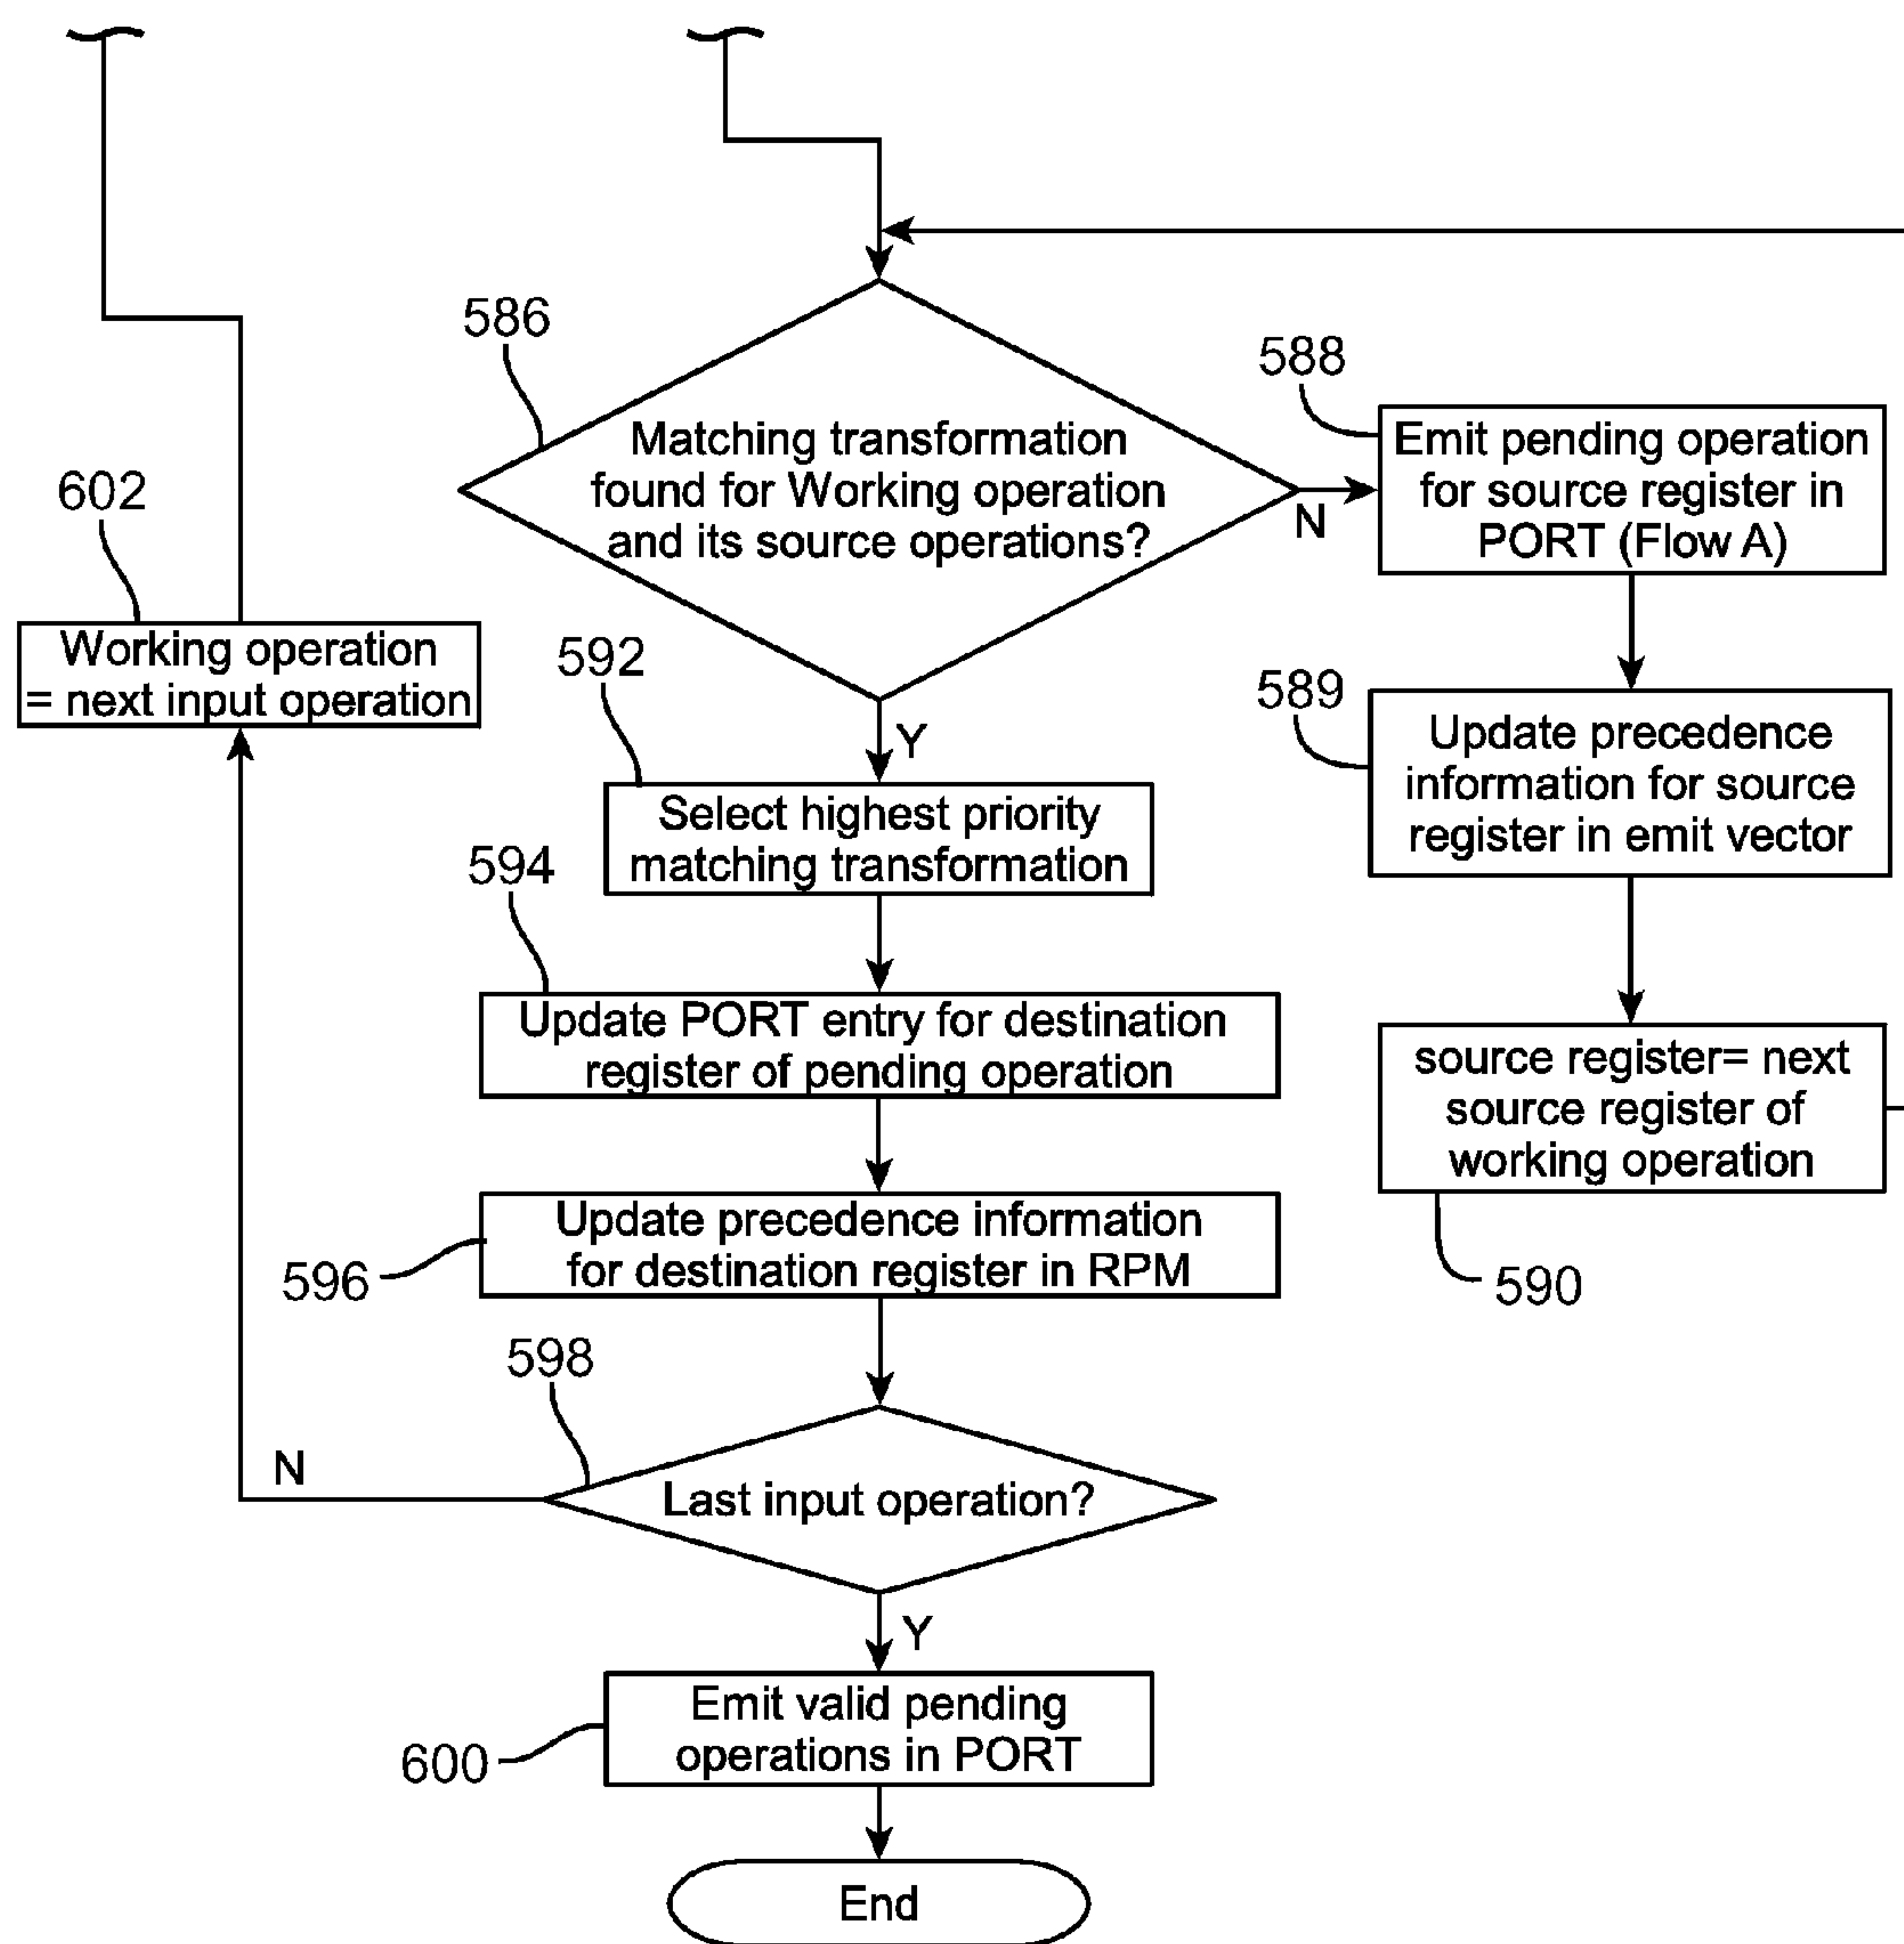 586
Matching transformation
found for Working operation
and its source operations?
N
588
Emit pending operation
for source register in
PORT (Flow A)
602
Working operation
= next input operation
592
Y
Select highest priority
matching transformation
589
Update precedence
information for source
register in emit vector
594
Update PORT entry for destination
register of pending operation
source register= next
source register of
working operation
590
596
Update precedence information
for destination register in RPM
598
N
Last input operation?
Y
600
Emit valid pending
operations in PORT
End